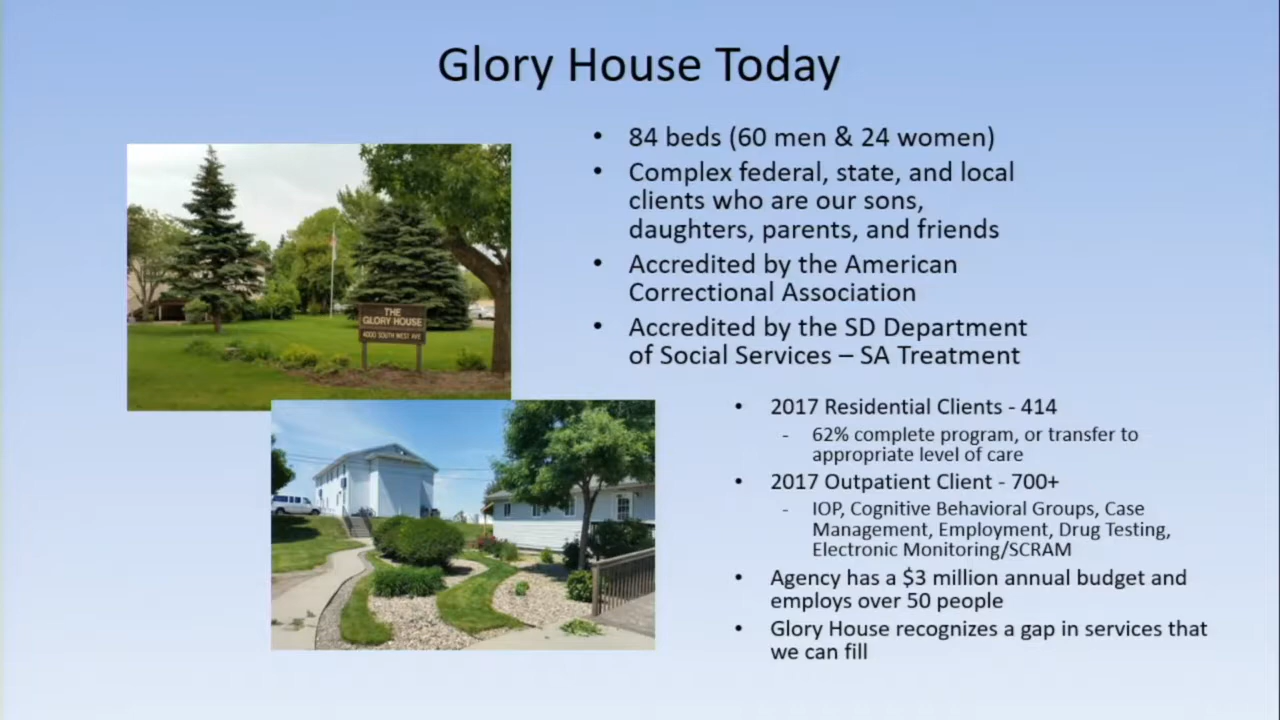 Glory House Today
• 84 beds (60 men & 24 women)
• Complex federal, state, and local
clients who are our sons,
daughters, parents, and friends
• Accredited by the American
Correctional Association
• Accredited by the SD Department
of Social Services – SA Treatment
THE
GLORY HOUSE
4000 SOUTH WEST AVE
• 2017 Residential Clients - 414
- 62% complete program, or transfer to
appropriate level of care
• 2017 Outpatient Client - 700+
- IOP, Cognitive Behavioral Groups, Case
Management, Employment, Drug Testing,
Electronic Monitoring/SCRAM
• Agency has a $3 million annual budget and
employs over 50 people
• Glory House recognizes a gap in services that
we can fill